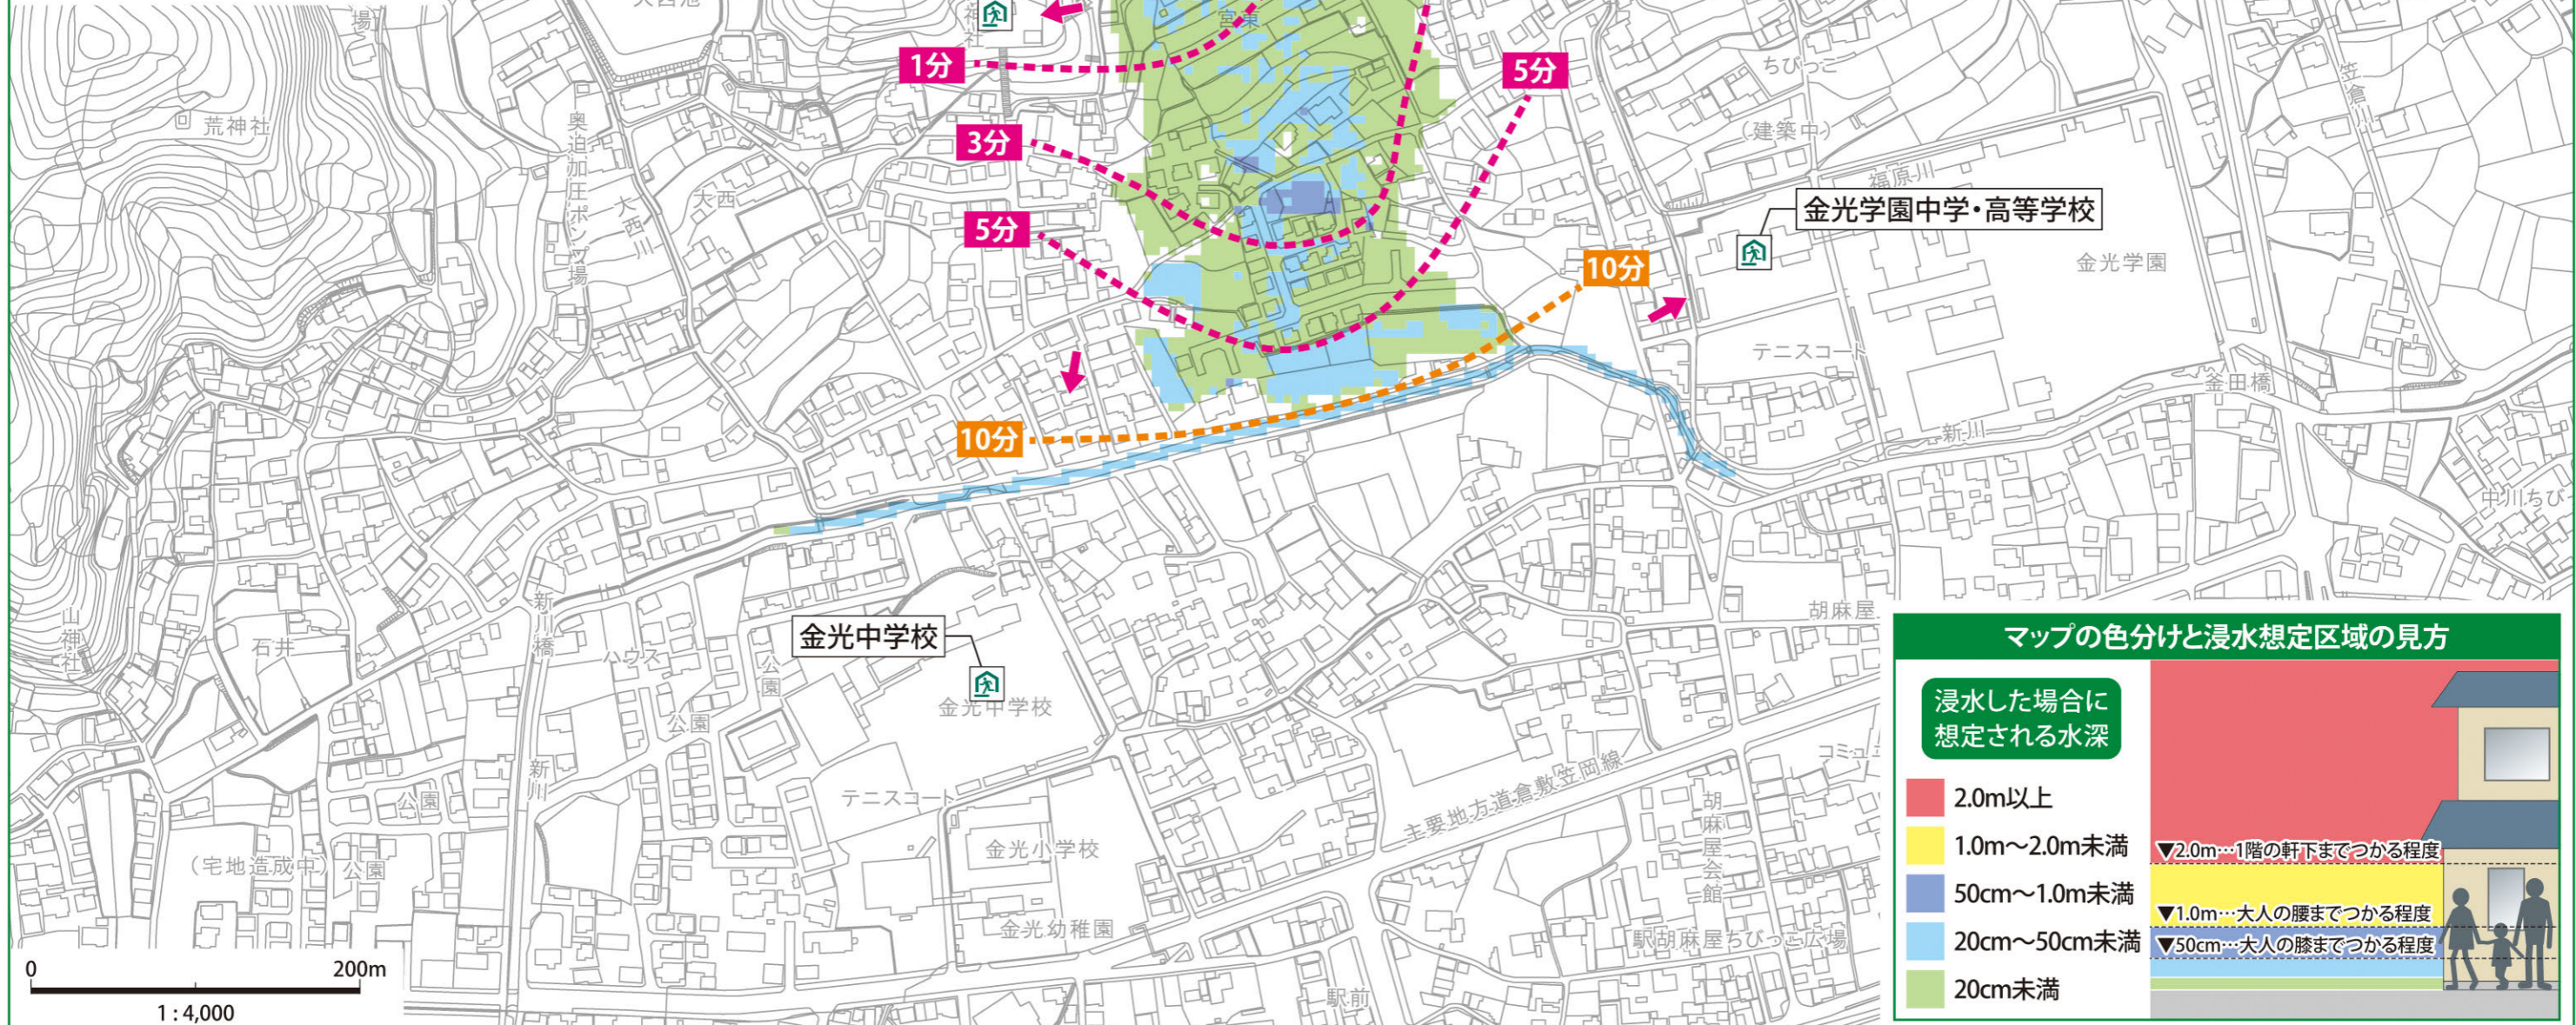 大西池
場
神社
宮東
1分
5分
ちびっこ
笠倉川
荒神社
奥迫加圧ポンプ場
3分
(建築中)
福原川
大西
大西川
金光学園中学・高等学校
5分
10分
金光学園
テニスコート
釜田橋
10分
新川
中川ちび
山神社
石井
新川橋
ハウス
公園
金光中学校
金光中学校
胡麻屋
公園
新川
公園
テニスコート
主要地方道倉敷笠岡線
コミュニ
胡麻屋会館
金光小学校
(宅地造成中)
公園
金光幼稚園
駅胡麻屋ちびっこ広場
駅前
0
200m
1:4,000
マップの色分けと浸水想定区域の見方
浸水した場合に
想定される水深
2.0m以上
1.0m～2.0m未満
50cm～1.0m未満
20cm～50cm未満
20cm未満
▼2.0m…1階の軒下までつかる程度
▼1.0m…大人の腰までつかる程度
▼50cm…大人の膝までつかる程度